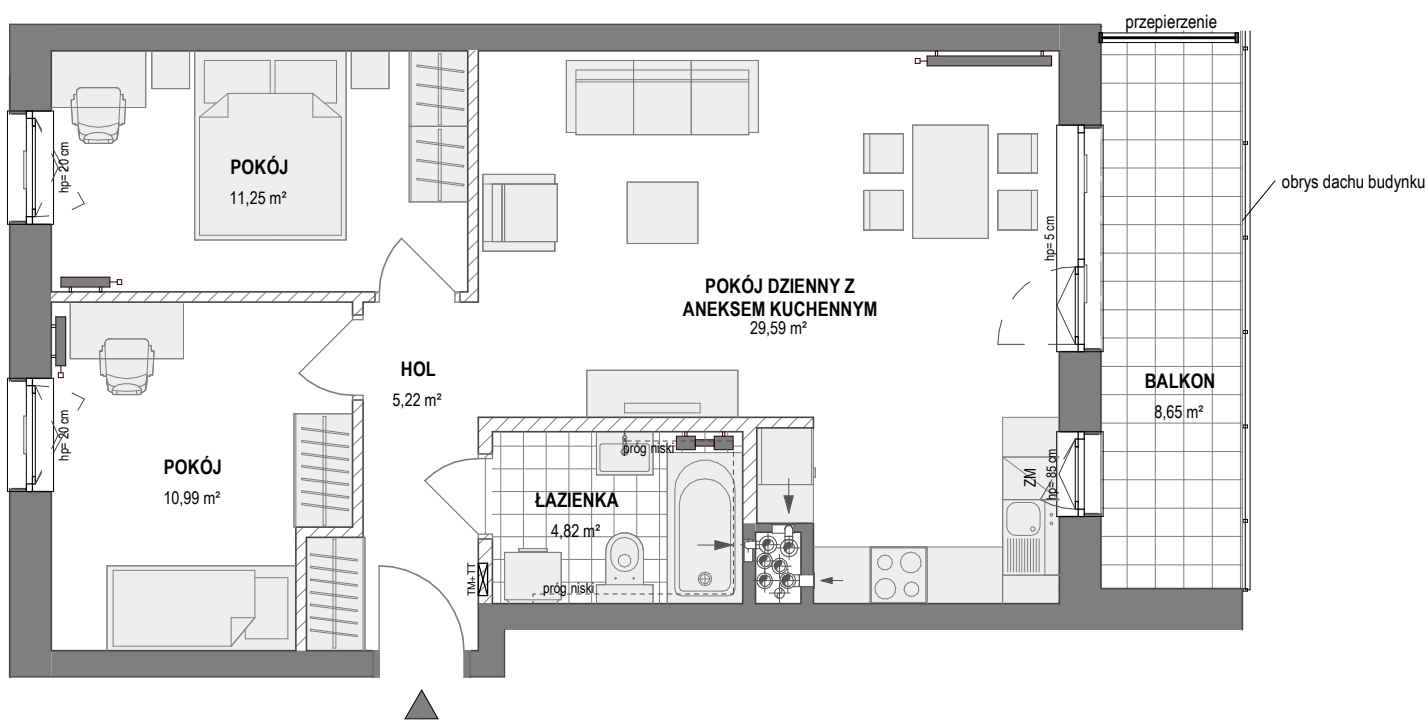 przepierzenie
obrys dachu budynku
POKÓJ
11,25 m²
hp= 20 cm
hp= 5 cm
POKÓJ DZIENNY Z
ANEKSEM KUCHENNYM
29,59 m²
HOL
5,22 m²
BALKON
8,65 m²
hp= 20 cm
POKÓJ
10,99 m²
próg niski
ŁAZIENKA
4,82 m²
ZM
hp= 85 cm
TM+TT
próg niski